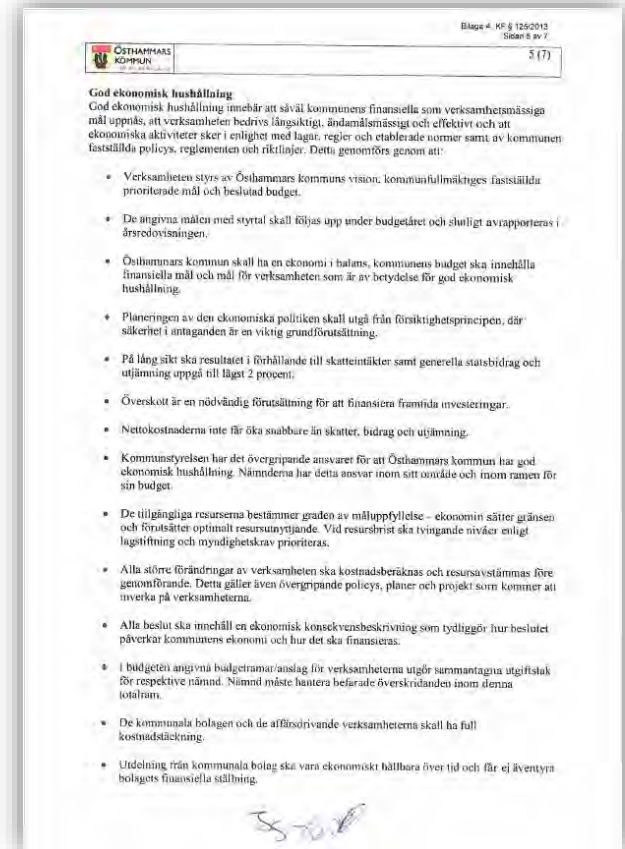 Bilaga 4, KF § 125/2013
Sidan 5 av 7
ÖSTHAMMARS
KOMMUN
5 (7)
God ekonomisk hushållning
God ekonomisk hushållning innebär att såväl kommunens finansiella som verksamhetsmässiga
mål uppnås, att verksamheten bedrivs långsiktigt, ändamålsmässigt och effektivt och att
ekonomiska aktiviteter sker i enlighet med lagar, regler och etablerade normer samt av kommunen
fastställda policys, reglementen och riktlinjer. Detta genomförs genom att:
• Verksamheten styrs av Östhammars kommuns vision, kommunfullmäktiges fastställda
prioriterade mål och beslutad budget.
• De angivna målen med styrtal skall följas upp under budgetåret och slutligt avrapporteras i
årsredovisningen.
• Östhammars kommun skall ha en ekonomi i balans, kommunens budget ska innehålla
finansiella mål och mål för verksamheten som är av betydelse för god ekonomisk
hushållning.
• Planeringen av den ekonomiska politiken skall utgå från försiktighetsprincipen, där
säkerhet i antaganden är en viktig grundförutsättning.
• På lång sikt ska resultatet i förhållande till skatteintäkter samt generella statsbidrag och
utjämning uppgå till lägst 2 procent.
• Överskott är en nödvändig förutsättning för att finansiera framtida investeringar.
• Nettokostnaderna inte får öka snabbare än skatter, bidrag och utjämning.
• Kommunstyrelsen har det övergripande ansvaret för att Östhammars kommun har god
ekonomisk hushållning. Nämnderna har detta ansvar inom sitt område och inom ramen för
sin budget.
• De tillgängliga resurserna bestämmer graden av måluppfyllelse – ekonomin sätter gränsen
och förutsätter optimalt resursutnyttjande. Vid resursbrist ska tvingande nivåer enligt
lagstiftning och myndighetskrav prioriteras.
• Alla större förändringar av verksamheten ska kostnadsberäknas och resursavstämmas före
genomförande. Detta gäller även övergripande policys, planer och projekt som kommer att
inverka på verksamheterna.
• Alla beslut ska innehåll en ekonomisk konsekvensbeskrivning som tydliggör hur beslutet
påverkar kommunens ekonomi och hur det ska finansieras.
• I budgeten angivna budgetramar/anslag för verksamheterna utgör sammantagna utgiftstak
för respektive nämnd. Nämnd måste hantera befarade överskridanden inom denna
totalram.
• De kommunala bolagen och de affärsdrivande verksamheterna skall ha full
kostnadstäckning.
• Utdelning från kommunala bolag ska vara ekonomiskt hållbara över tid och får ej äventyra
bolagets finansiella ställning.